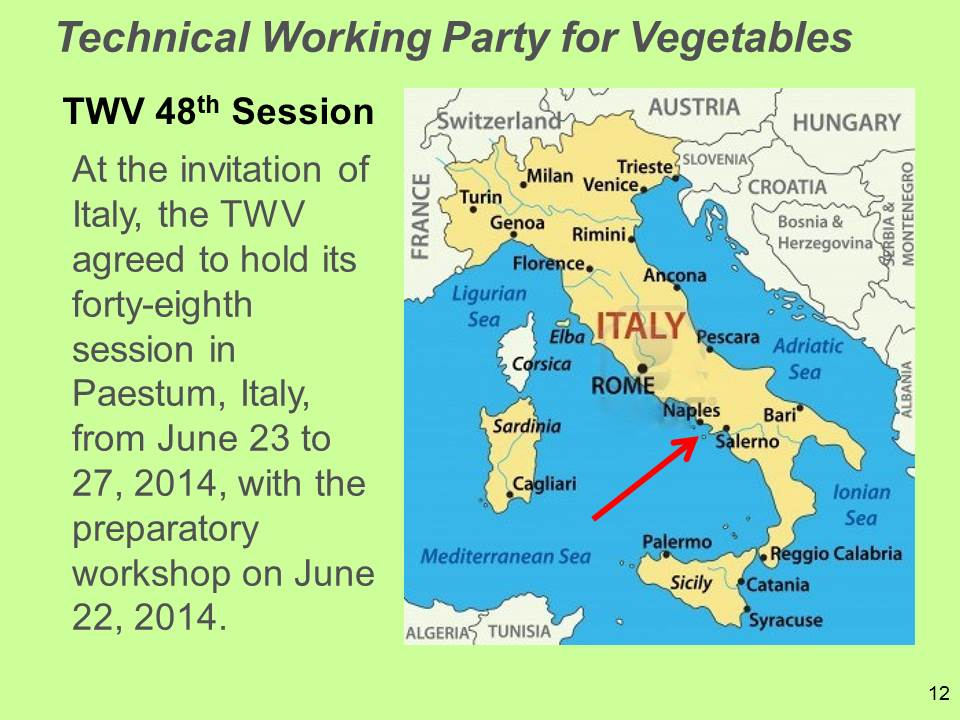 Technical Working Party for Vegetables
TWV 48th Session
At the invitation of
Italy, the TWV
agreed to hold its
forty-eighth
session in
Paestum, Italy,
from June 23 to
27, 2014, with the
preparatory
workshop on June
22, 2014.
Switzerland
AUSTRIA
HUNGARY
FRANCE
Milan
Trieste
SLOVENIA
Venice
Turin
CROATIA
Genoa
Rimini
Bosnia &
Herzegovina
SERBIA &
MONTENEGRO
Florence
Ancona
Ligurian
Sea
ITALY
Elba
Pescara
Adriatic
Sea
Corsica
ROME
ALBANIA
Naples
Bari
Sardinia
Salerno
Cagliari
Ionian
Sea
Mediterranean Sea
Palermo
Reggio Calabria
Sicily
Catania
Syracuse
ALGERIA
TUNISIA
12